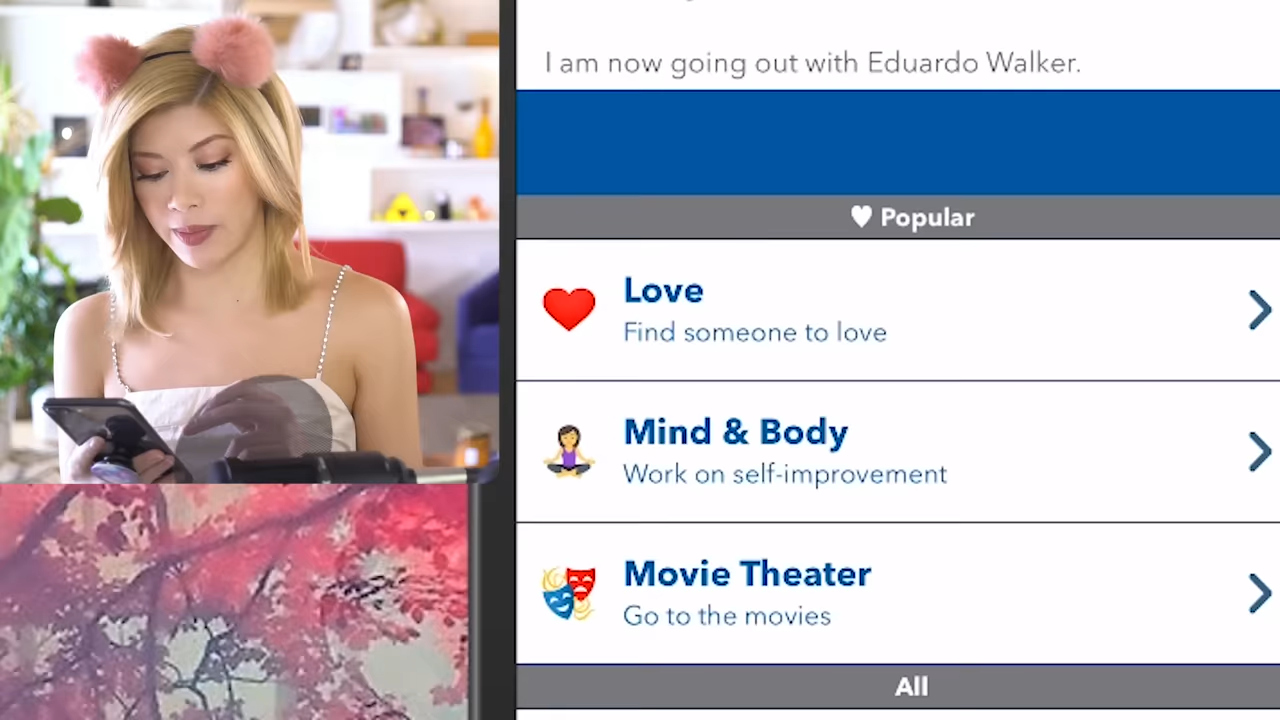 I am now going out with Eduardo Walker.
Popular
Love
Find someone to love
Mind & Body
Work on self-improvement
Movie Theater
Go to the movies
All